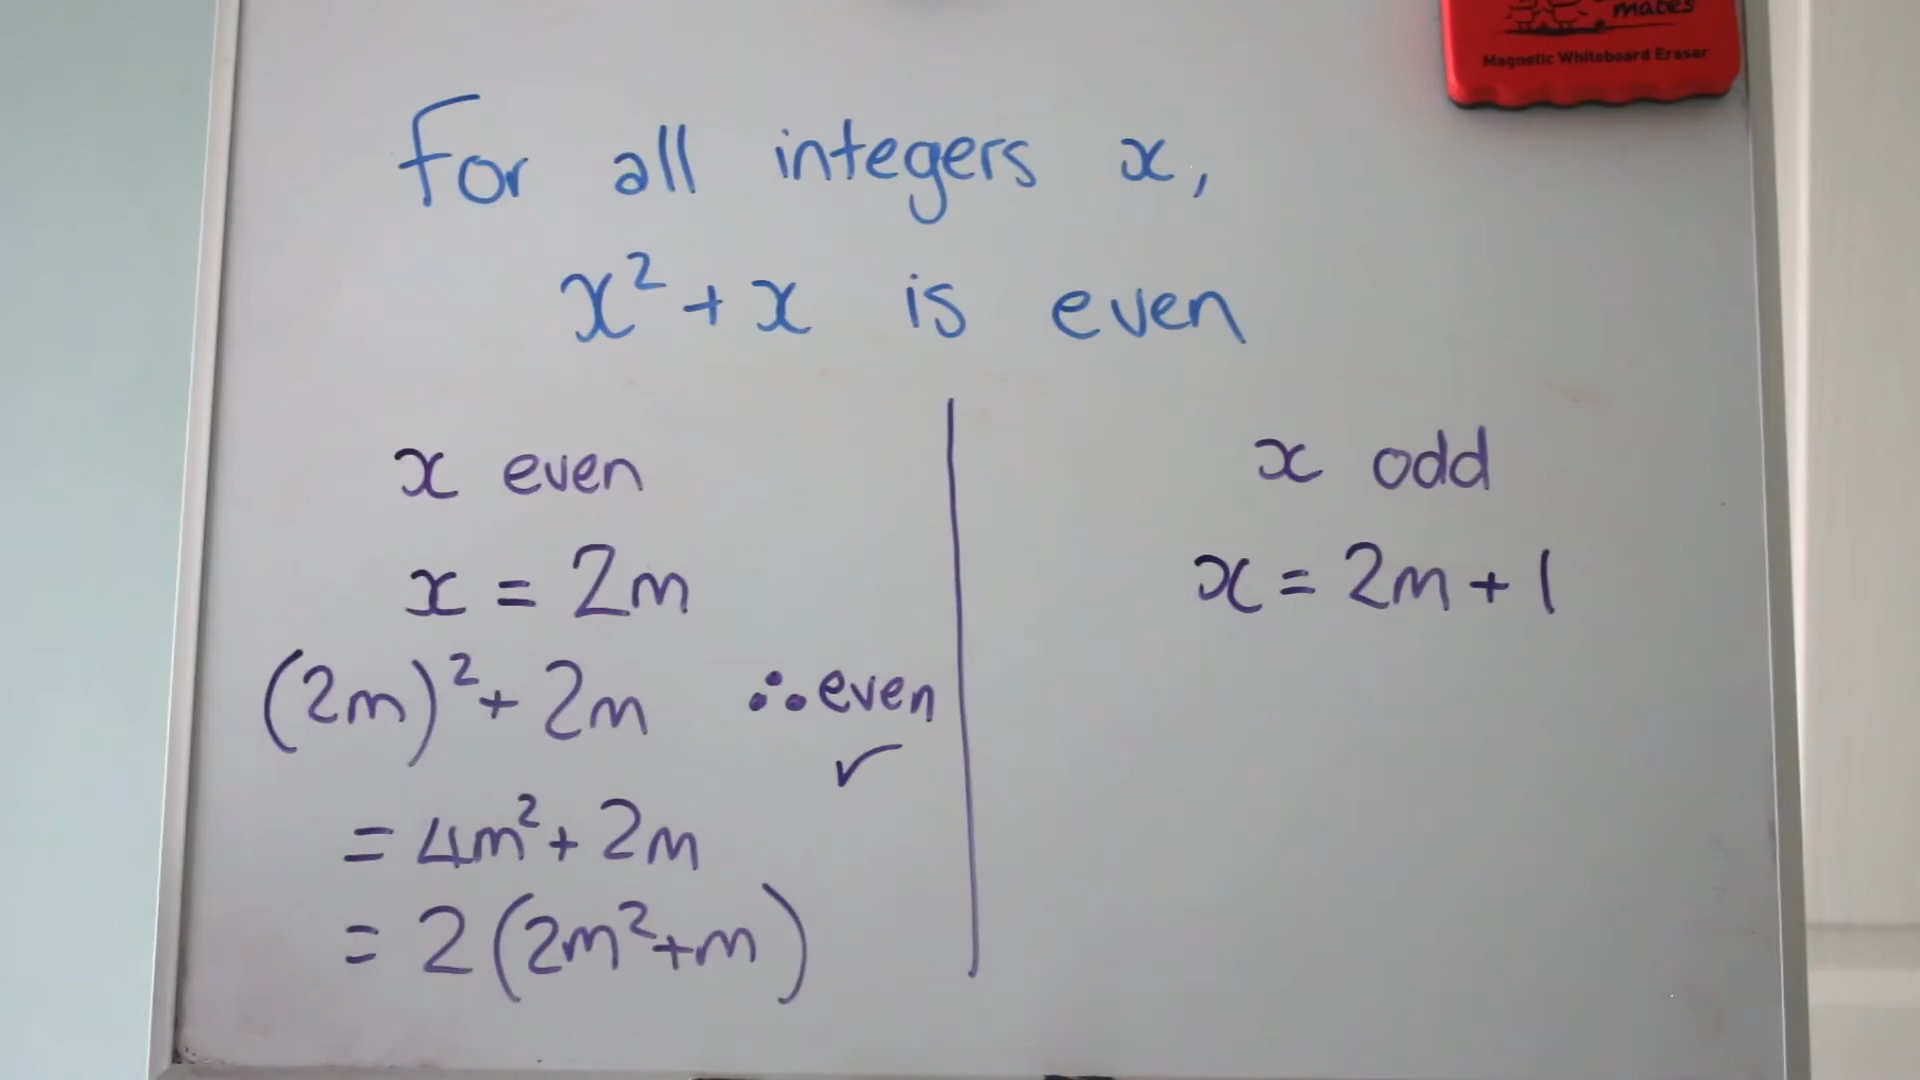 mates
Magnetic Whiteboard Eraser
For all integers x,
x² + x is even
x even
x = 2m
(2m)² + 2m ∴ even ✓
= 4m² + 2m
= 2(2m² + m)
x odd
x = 2m + 1